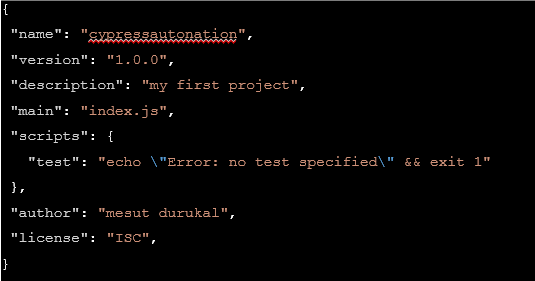 {
"name": "cypressautonation",
"version": "1.0.0",
"description": "my first project",
"main": "index.js",
"scripts": {
"test": "echo \"Error: no test specified\" && exit 1"
},
"author": "mesut durukal",
"license": "ISC",
}